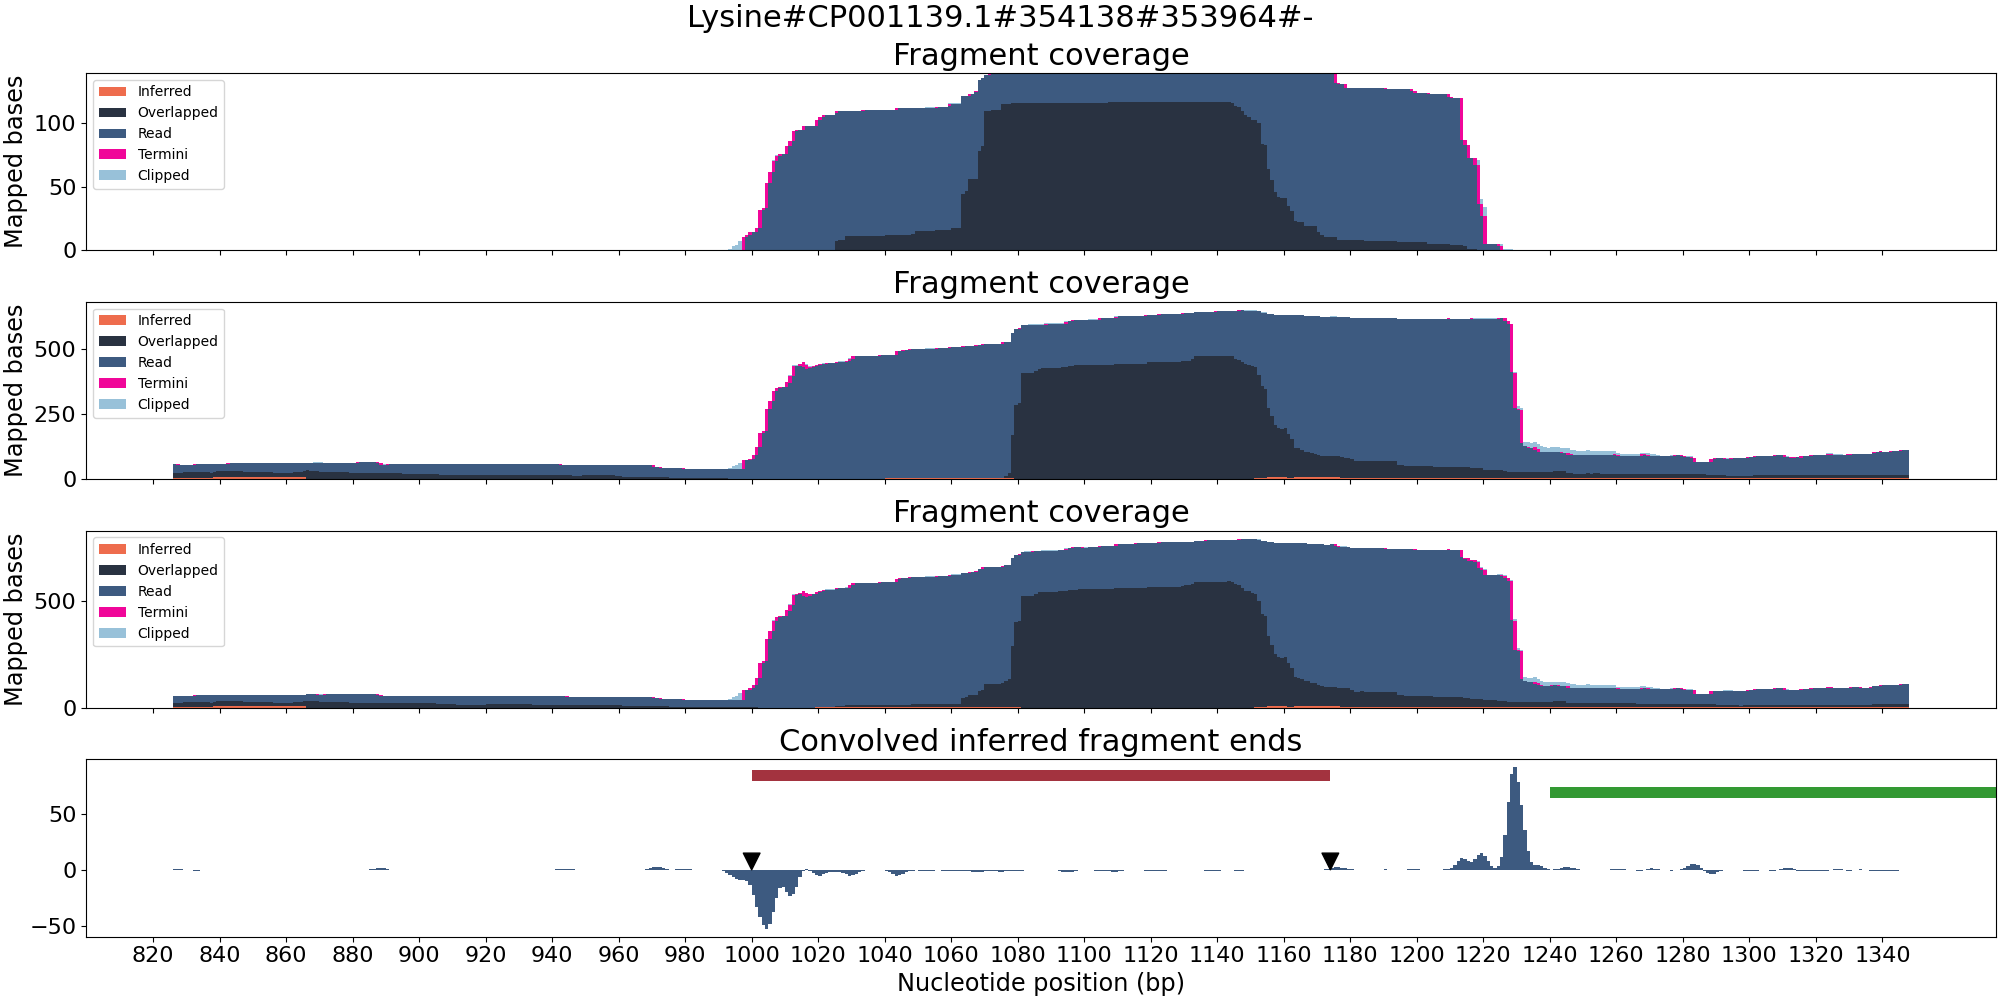 Lysine#CP001139.1#354138#353964#-
Fragment coverage
Mapped bases
100
50
0
Inferred
Overlapped
Read
Termini
Clipped
Fragment coverage
Mapped bases
500
250
0
Inferred
Overlapped
Read
Termini
Clipped
Fragment coverage
Mapped bases
500
0
Inferred
Overlapped
Read
Termini
Clipped
Convolved inferred fragment ends
50
0
−50
820 840 860 880 900 920 940 960 980 1000 1020 1040 1060 1080 1100 1120 1140 1160 1180 1200 1220 1240 1260 1280 1300 1320 1340
Nucleotide position (bp)